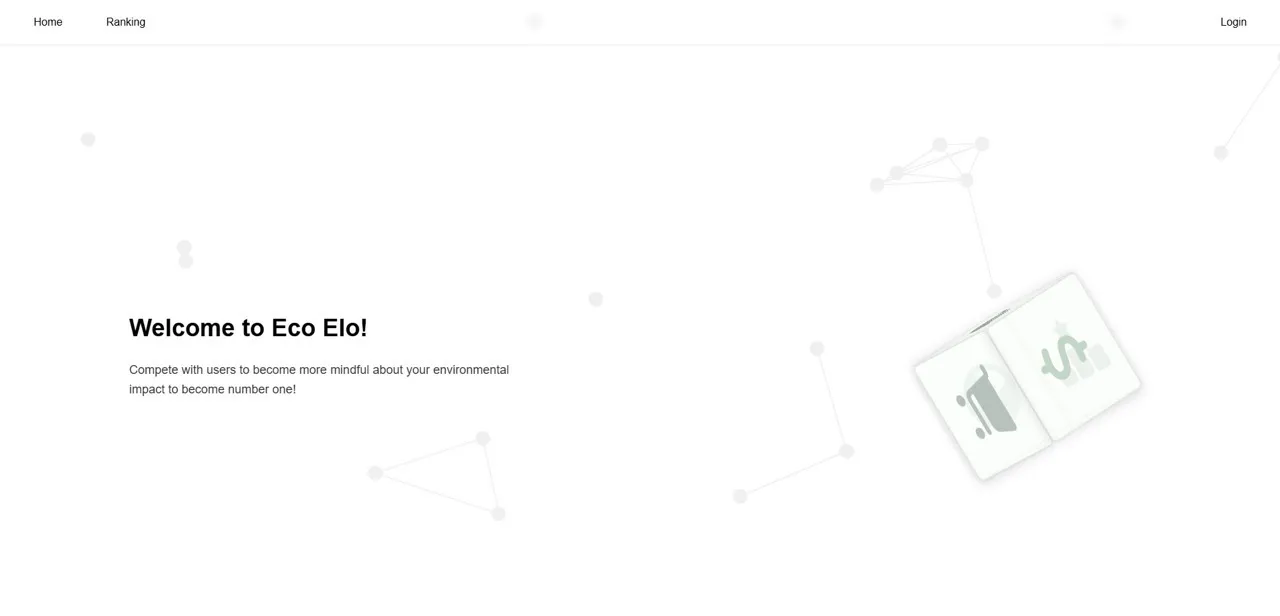 Home
Ranking
Login
Welcome to Eco Elo!
Compete with users to become more mindful about your environmental
impact to become number one!
$